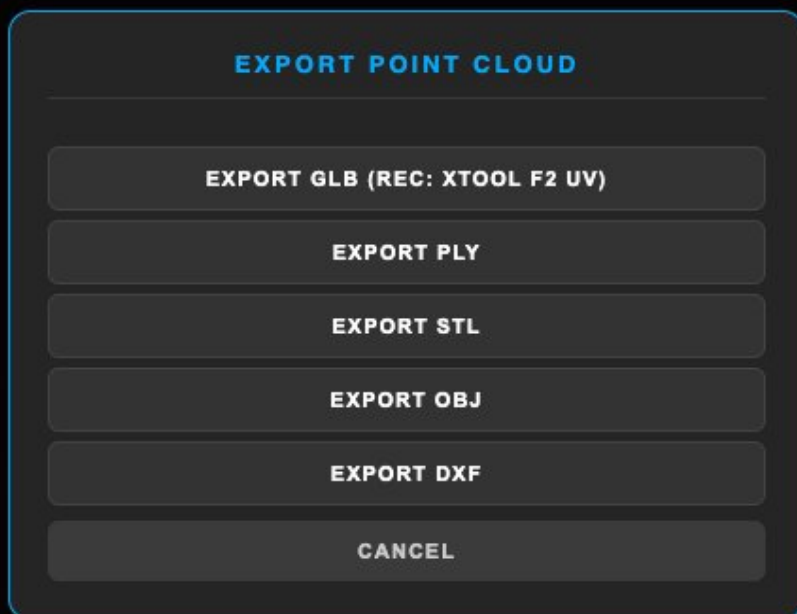 EXPORT POINT CLOUD
EXPORT GLB (REC: XTOOL F2 UV)
EXPORT PLY
EXPORT STL
EXPORT OBJ
EXPORT DXF
CANCEL